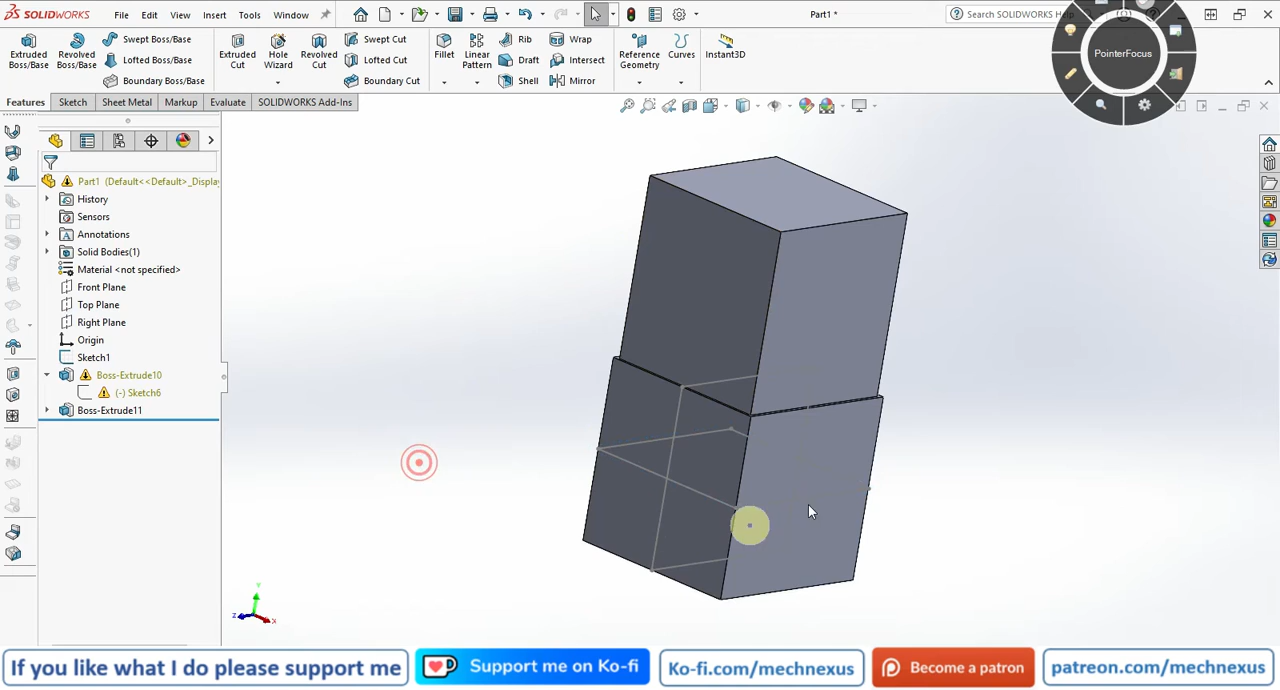 SOLIDWORKS File Edit View Insert Tools Window Part1 * Search SOLIDWORKS Help
PointerFocus
Extruded Boss/Base
Revolved Boss/Base
Swept Boss/Base
Lofted Boss/Base
Boundary Boss/Base
Extruded Cut
Hole Wizard
Revolved Cut
Swept Cut
Lofted Cut
Boundary Cut
Fillet
Linear Pattern
Rib
Draft
Shell
Wrap
Intersect
Mirror
Reference Geometry
Curves
Instant3D
Features Sketch Sheet Metal Markup Evaluate SOLIDWORKS Add-Ins
Part1 (Default<<Default>_Display
History
Sensors
Annotations
Solid Bodies(1)
Material <not specified>
Front Plane
Top Plane
Right Plane
Origin
Sketch1
Boss-Extrude10
(-) Sketch6
Boss-Extrude11
Y
Z
X
If you like what I do please support me Support me on Ko-fi Ko-fi.com/mechnexus Become a patron patreon.com/mechnexus